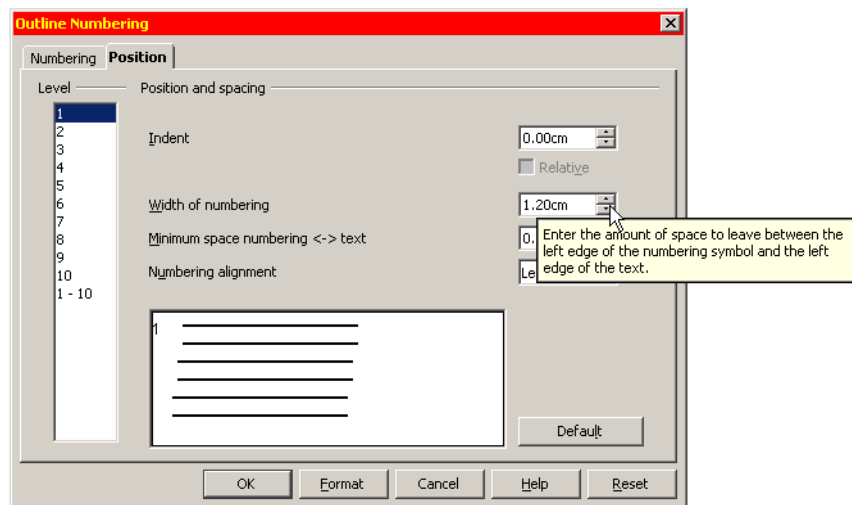 Outline Numbering
Numbering Position
Level Position and spacing
1
2
3
4
5
6
7
8
9
10
1 - 10
Indent 0.00cm
Relative
Width of numbering 1.20cm
Minimum space numbering <-> text 0.
Numbering alignment Le
Enter the amount of space to leave between the
left edge of the numbering symbol and the left
edge of the text.
1
Default
OK Format Cancel Help Reset